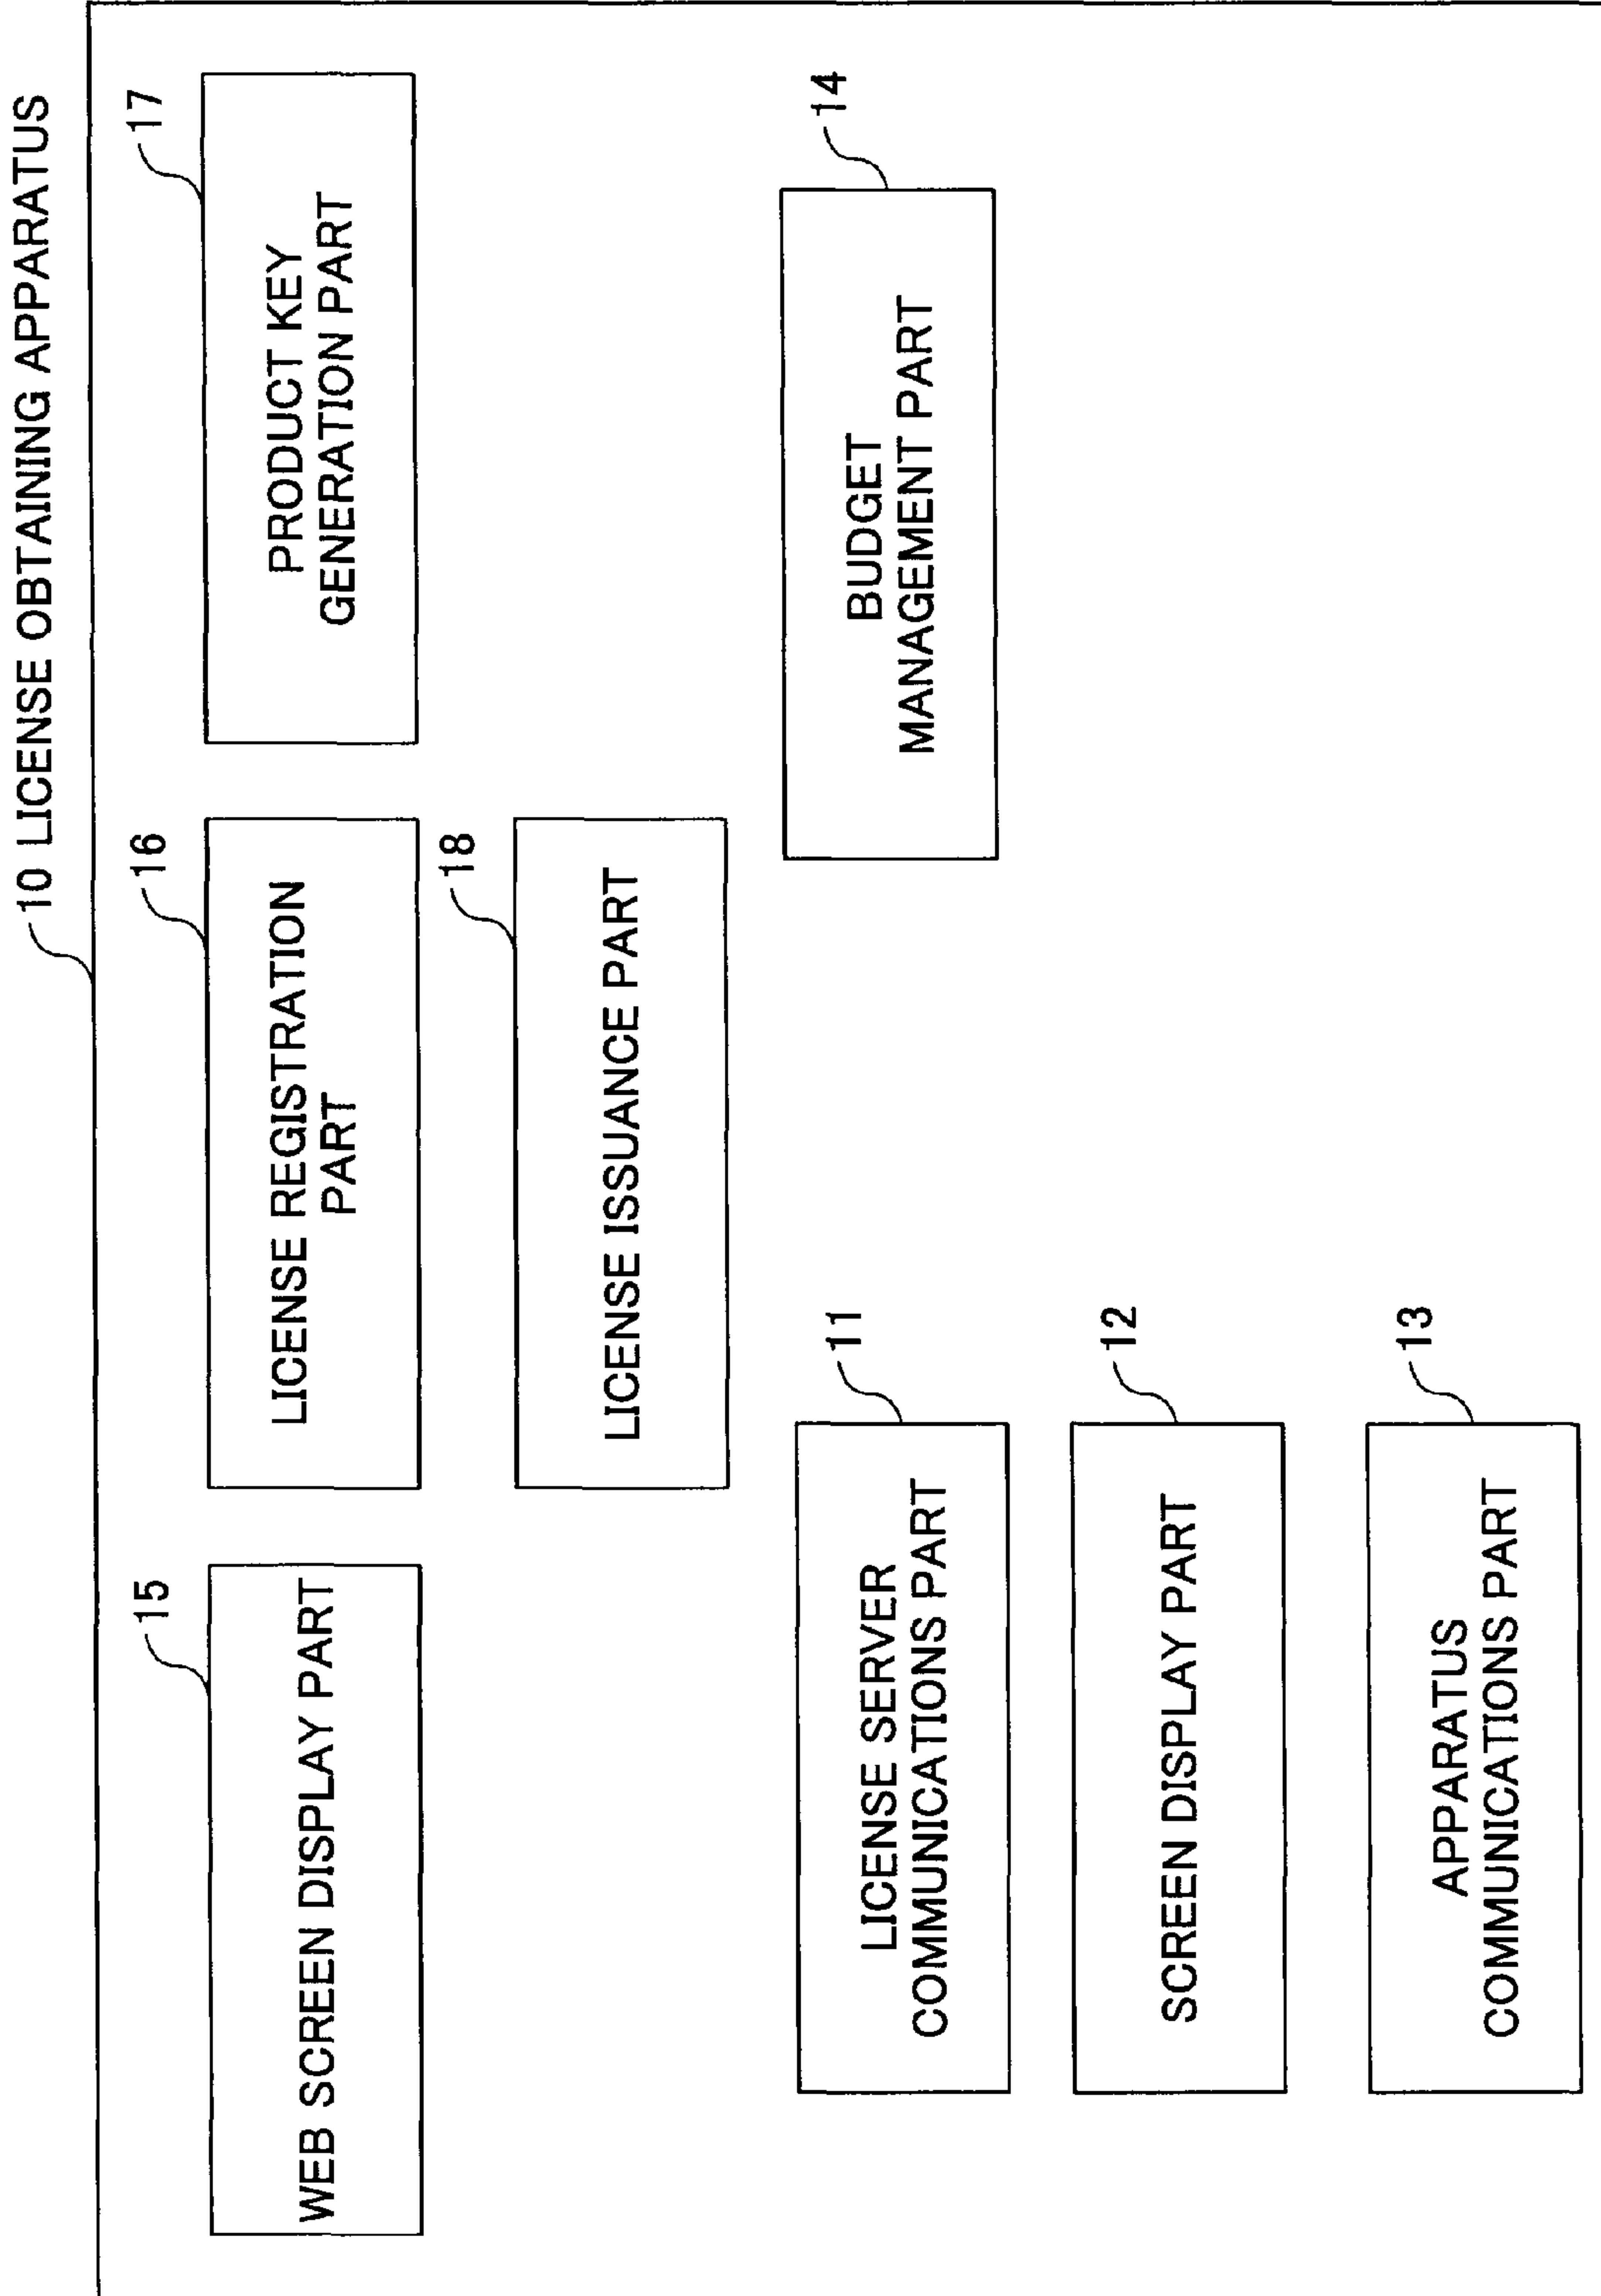 10 LICENSE OBTAINING APPARATUS
15
WEB SCREEN DISPLAY PART
16
LICENSE REGISTRATION
PART
17
PRODUCT KEY
GENERATION PART
18
LICENSE ISSUANCE PART
11
LICENSE SERVER
COMMUNICATIONS PART
14
BUDGET
MANAGEMENT PART
12
SCREEN DISPLAY PART
13
APPARATUS
COMMUNICATIONS PART